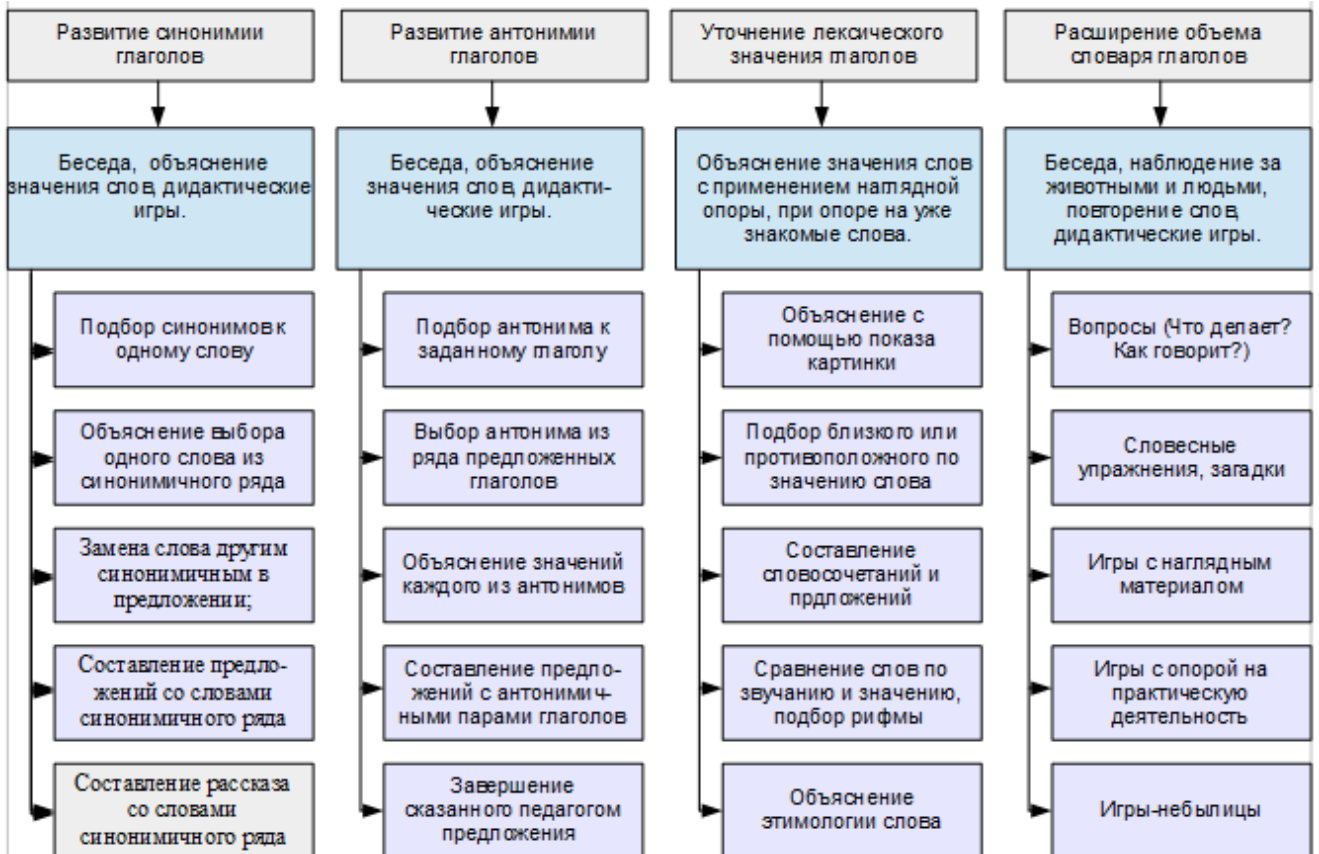 Развитие синонимии
глаголов
Развитие антонимии
глаголов
Уточнение лексического
значения глаголов
Расширение объема
словаря глаголов
Беседа, объяснение
значения слов, дидактические
игры.
Беседа, объяснение
значения слов, дидакти-
ческие игры.
Объяснение значения слов
с применением наглядной
опоры, при опоре на уже
знакомые слова.
Беседа, наблюдение за
животными и людьми,
повторение слов,
дидактические игры.
Подбор синонимов к
одному слову
Объяснение выбора
одного слова из
синонимичного ряда
Замена слова другим
синонимичным в
предложении;
Составление предло-
жений со словами
синонимичного ряда
Составление рассказа
со словами
синонимичного ряда
Подбор антонима к
заданному глаголу
Выбор антонима из
ряда предложенных
глаголов
Объяснение значений
каждого из антонимов
Составление предло-
жений с антонимич-
ными парами глаголов
Завершение
сказанного педагогом
предложения
Объяснение с
помощью показа
картинки
Подбор близкого или
противоположного по
значению слова
Составление
словосочетаний и
прдложений
Сравнение слов по
звучанию и значению,
подбор рифмы
Объяснение
этимологии слова
Вопросы (Что делает?
Как говорит?)
Словесные
упражнения, загадки
Игры с наглядным
материалом
Игры с опорой на
практическую
деятельность
Игры-небылицы